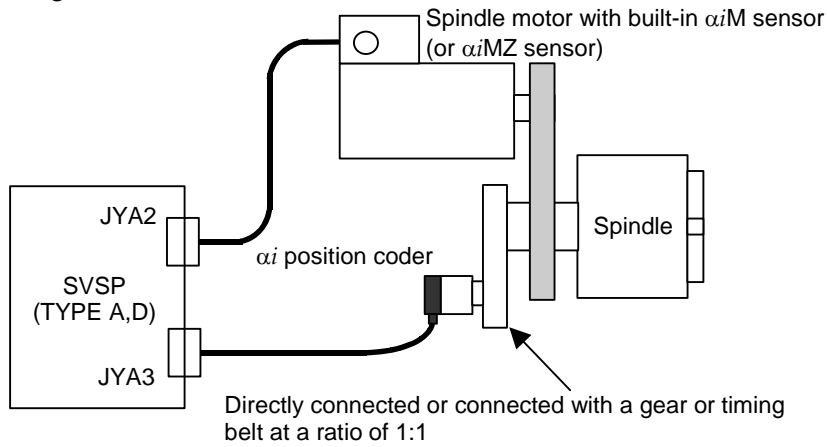 Spindle motor with built-in αiM sensor
(or αiMZ sensor)
JYA2
αi position coder
Spindle
SVSP
(TYPE A,D)
JYA3
Directly connected or connected with a gear or timing
belt at a ratio of 1:1